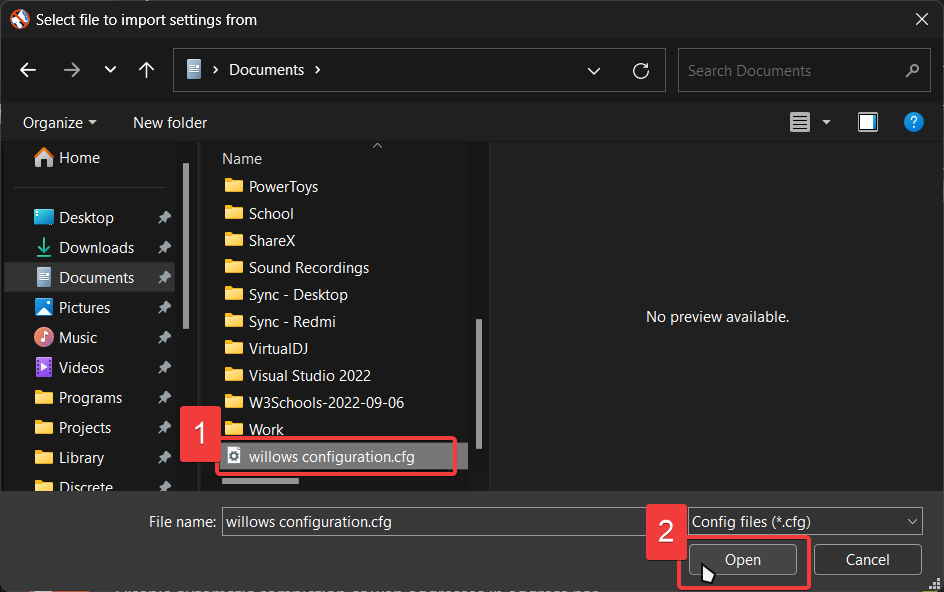 Select file to import settings from
Documents
Search Documents
Organize New folder
?
Home
Desktop
Downloads
Documents
Pictures
Music
Videos
Programs
Projects
Library
Discrete
Name
PowerToys
School
ShareX
Sound Recordings
Sync - Desktop
Sync - Redmi
VirtualDJ
Visual Studio 2022
W3Schools-2022-09-06
Work
1
willows configuration.cfg
No preview available.
File name: willows configuration.cfg
Config files (*.cfg)
2
Open Cancel